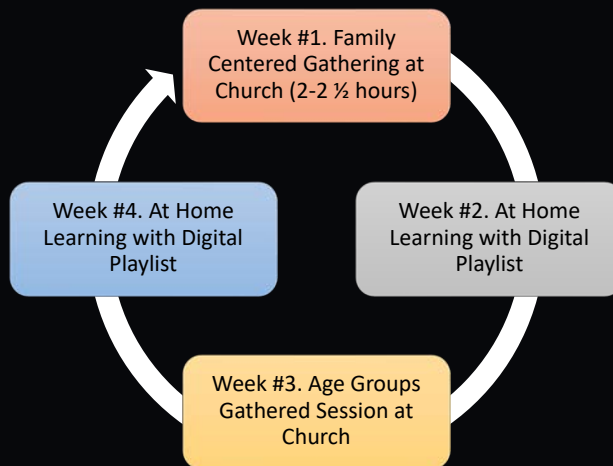 Week #1. Family
Centered Gathering at
Church (2-2 ½ hours)
Week #2. At Home
Learning with Digital
Playlist
Week #3. Age Groups
Gathered Session at
Church
Week #4. At Home
Learning with Digital
Playlist